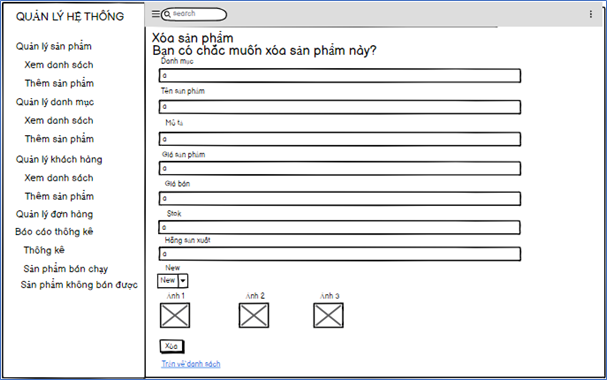 QUẢN LÝ HỆ THỐNG
Quản lý sản phẩm
Xem danh sách
Thêm sản phẩm
Quản lý danh mục
Xem danh sách
Thêm sản phẩm
Quản lý khách hàng
Xem danh sách
Thêm sản phẩm
Quản lý đơn hàng
Báo cáo thống kê
Thống kê
Sản phẩm bán chạy
Sản phẩm không bán được
search
Xóa sản phẩm
Bạn có chắc muốn xóa sản phẩm này?
Danh mục
a
Tên sản phẩm
a
Mô tả
a
Giá sản phẩm
a
Giá bán
a
Stok
a
Hãng sản xuất
a
New
New
Ảnh 1 Ảnh 2 Ảnh 3
Xóa
Trản về danh sách